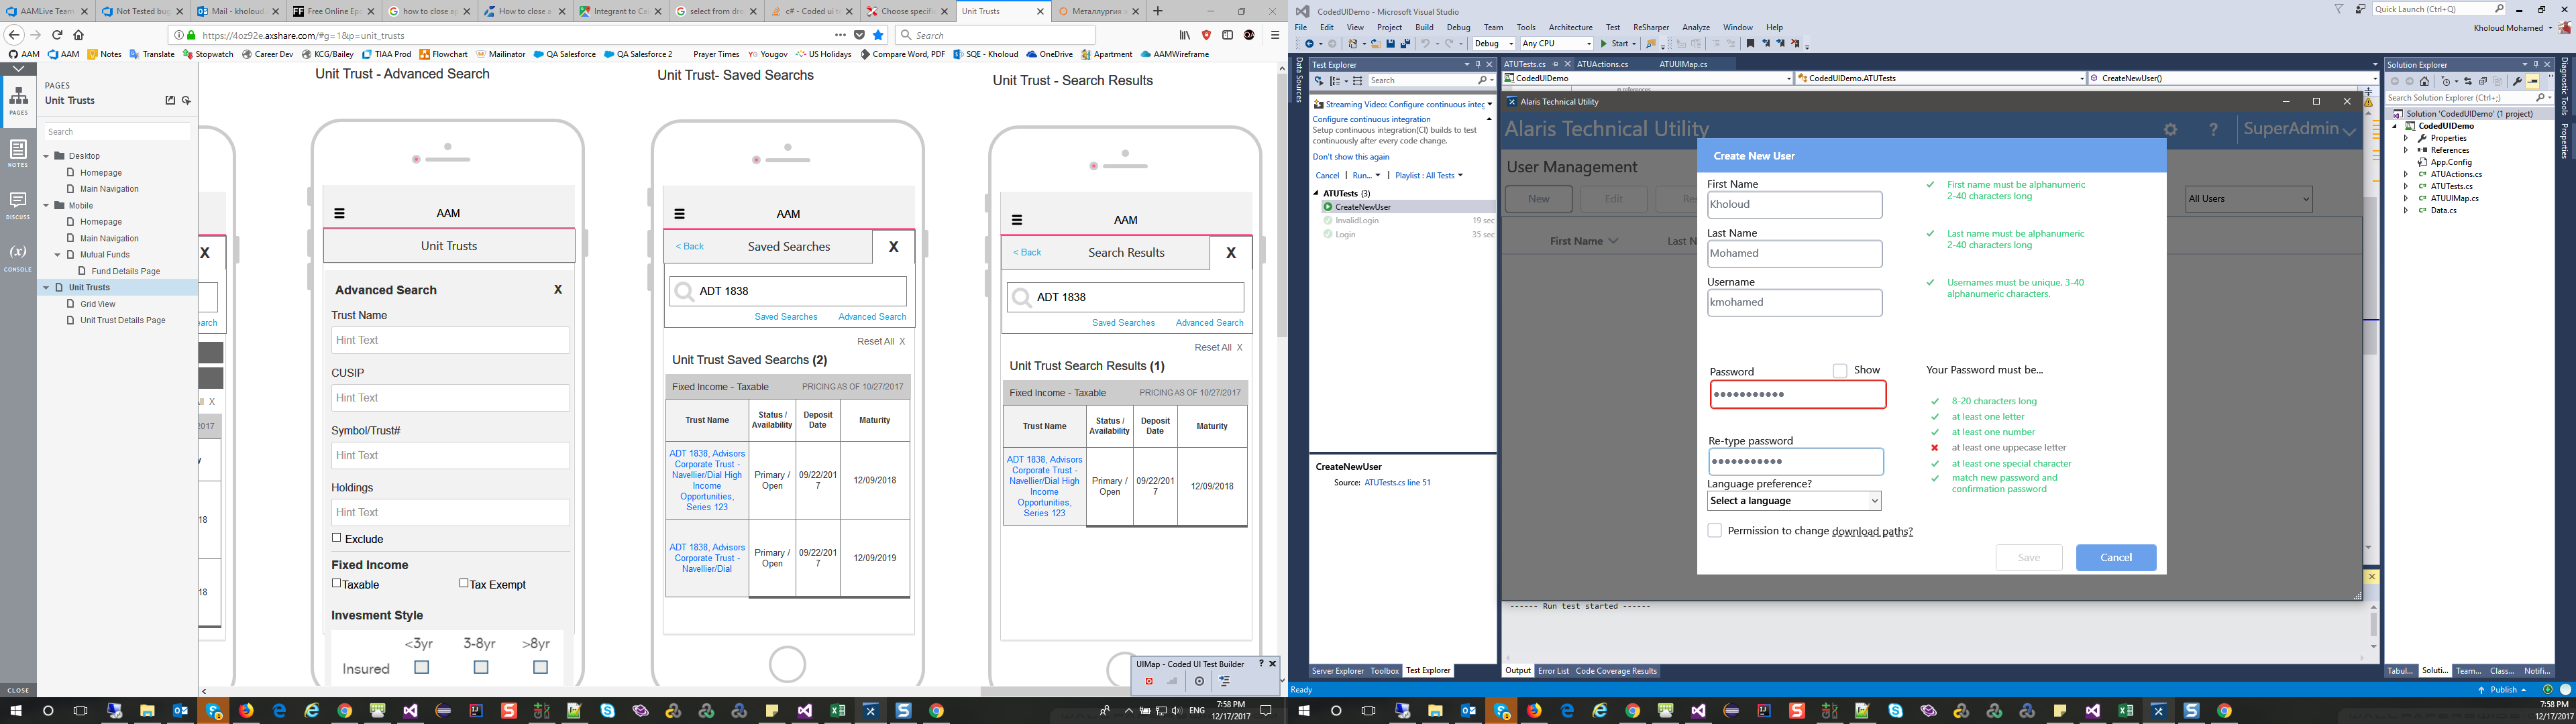 AAMLive Team
Not Tested bug
Mail - kholoud
Free Online Ep
how to close ap
How to close a
Integrant to Ca
select from dro
c# - Coded ui t
Choose specific
Unit Trusts
Металлургия
https://4oz92e.axshare.com/#g=1&p=unit_trusts
Search
AAM
AAM
Notes
Translate
Stopwatch
Career Dev
KCG/Bailey
TIAA Prod
Flowchart
Mailinator
QA Salesforce
QA Salesforce 2
Prayer Times
Yougov
US Holidays
Compare Word, PDF
SQE - Kholoud
OneDrive
Apartment
AAMWireframe
PAGES
Unit Trusts
Search
Desktop
Homepage
Main Navigation
Mobile
Homepage
Main Navigation
Mutual Funds
Fund Details Page
Unit Trusts
Grid View
Unit Trust Details Page
PAGES
NOTES
DISCUSS
(x)
CONSOLE
CLOSE
X
earch
All X
2017
18
18
Unit Trust - Advanced Search
AAM
Unit Trusts
Advanced Search
X
Trust Name
Hint Text
CUSIP
Hint Text
Symbol/Trust#
Hint Text
Holdings
Hint Text
Exclude
Fixed Income
Taxable
Tax Exempt
Invesment Style
<3yr
3-8yr
>8yr
Insured
Unit Trust- Saved Searchs
AAM
< Back
Saved Searches
X
ADT 1838
Saved Searches
Advanced Search
Reset All X
Unit Trust Saved Searchs (2)
Fixed Income - Taxable
PRICING AS OF 10/27/2017
Trust Name
Status /
Availability
Deposit
Date
Maturity
ADT 1838, Advisors
Corporate Trust -
Navellier/Dial High
Income
Opportunities,
Series 123
Primary /
Open
09/22/201
7
12/09/2018
ADT 1838, Advisors
Corporate Trust -
Navellier/Dial
Primary /
Open
09/22/201
7
12/09/2019
Unit Trust - Search Results
AAM
< Back
Search Results
X
ADT 1838
Saved Searches
Advanced Search
Reset All X
Unit Trust Search Results (1)
Fixed Income - Taxable
PRICING AS OF 10/27/2017
Trust Name
Status /
Availability
Deposit
Date
Maturity
ADT 1838, Advisors
Corporate Trust -
Navellier/Dial High
Income
Opportunities,
Series 123
Primary /
Open
09/22/201
7
12/09/2018
UIMap - Coded UI Test Builder
ENG
7:58 PM
12/17/2017
CodedUIDemo - Microsoft Visual Studio
Quick Launch (Ctrl+Q)
File
Edit
View
Project
Build
Debug
Team
Tools
Architecture
Test
ReSharper
Analyze
Window
Help
Kholoud Mohamed
Debug
Any CPU
Start
Data Sources
Test Explorer
Search
Streaming Video: Configure continuous integ
Configure continuous integration
Setup continuous integration(CI) builds to test
continuously after every code change.
Don't show this again
Cancel
Run...
Playlist : All Tests
ATUTests (3)
CreateNewUser
InvalidLogin
19 sec
Login
35 sec
CreateNewUser
Source: ATUTests.cs line 51
Server Explorer
Toolbox
Test Explorer
ATUTests.cs
ATUActions.cs
ATUUIMap.cs
CodedUIDemo
CodedUIDemo.ATUTests
CreateNewUser()
0 references
Alaris Technical Utility
Alaris Technical Utility
?
SuperAdmin
User Management
New
Edit
Re
All Users
First Name
Last N
Create New User
First Name
Kholoud
First name must be alphanumeric
2-40 characters long
Last Name
Mohamed
Last name must be alphanumeric
2-40 characters long
Username
kmohamed
Usernames must be unique, 3-40
alphanumeric characters.
Password
Show
Your Password must be...
8-20 characters long
at least one letter
at least one number
at least one uppecase letter
at least one special character
match new password and
confirmation password
Re-type password
Language preference?
Select a language
Permission to change download paths?
Save
Cancel
------ Run test started ------
Output
Error List
Code Coverage Results
Solution Explorer
Search Solution Explorer (Ctrl+;)
Solution 'CodedUIDemo' (1 project)
CodedUIDemo
Properties
References
App.Config
ATUActions.cs
ATUTests.cs
ATUUIMap.cs
Data.cs
Diagnostic Tools
Properties
Tabul...
Soluti...
Team...
Class...
Notifi...
Ready
Publish
7:58 PM
12/17/2017